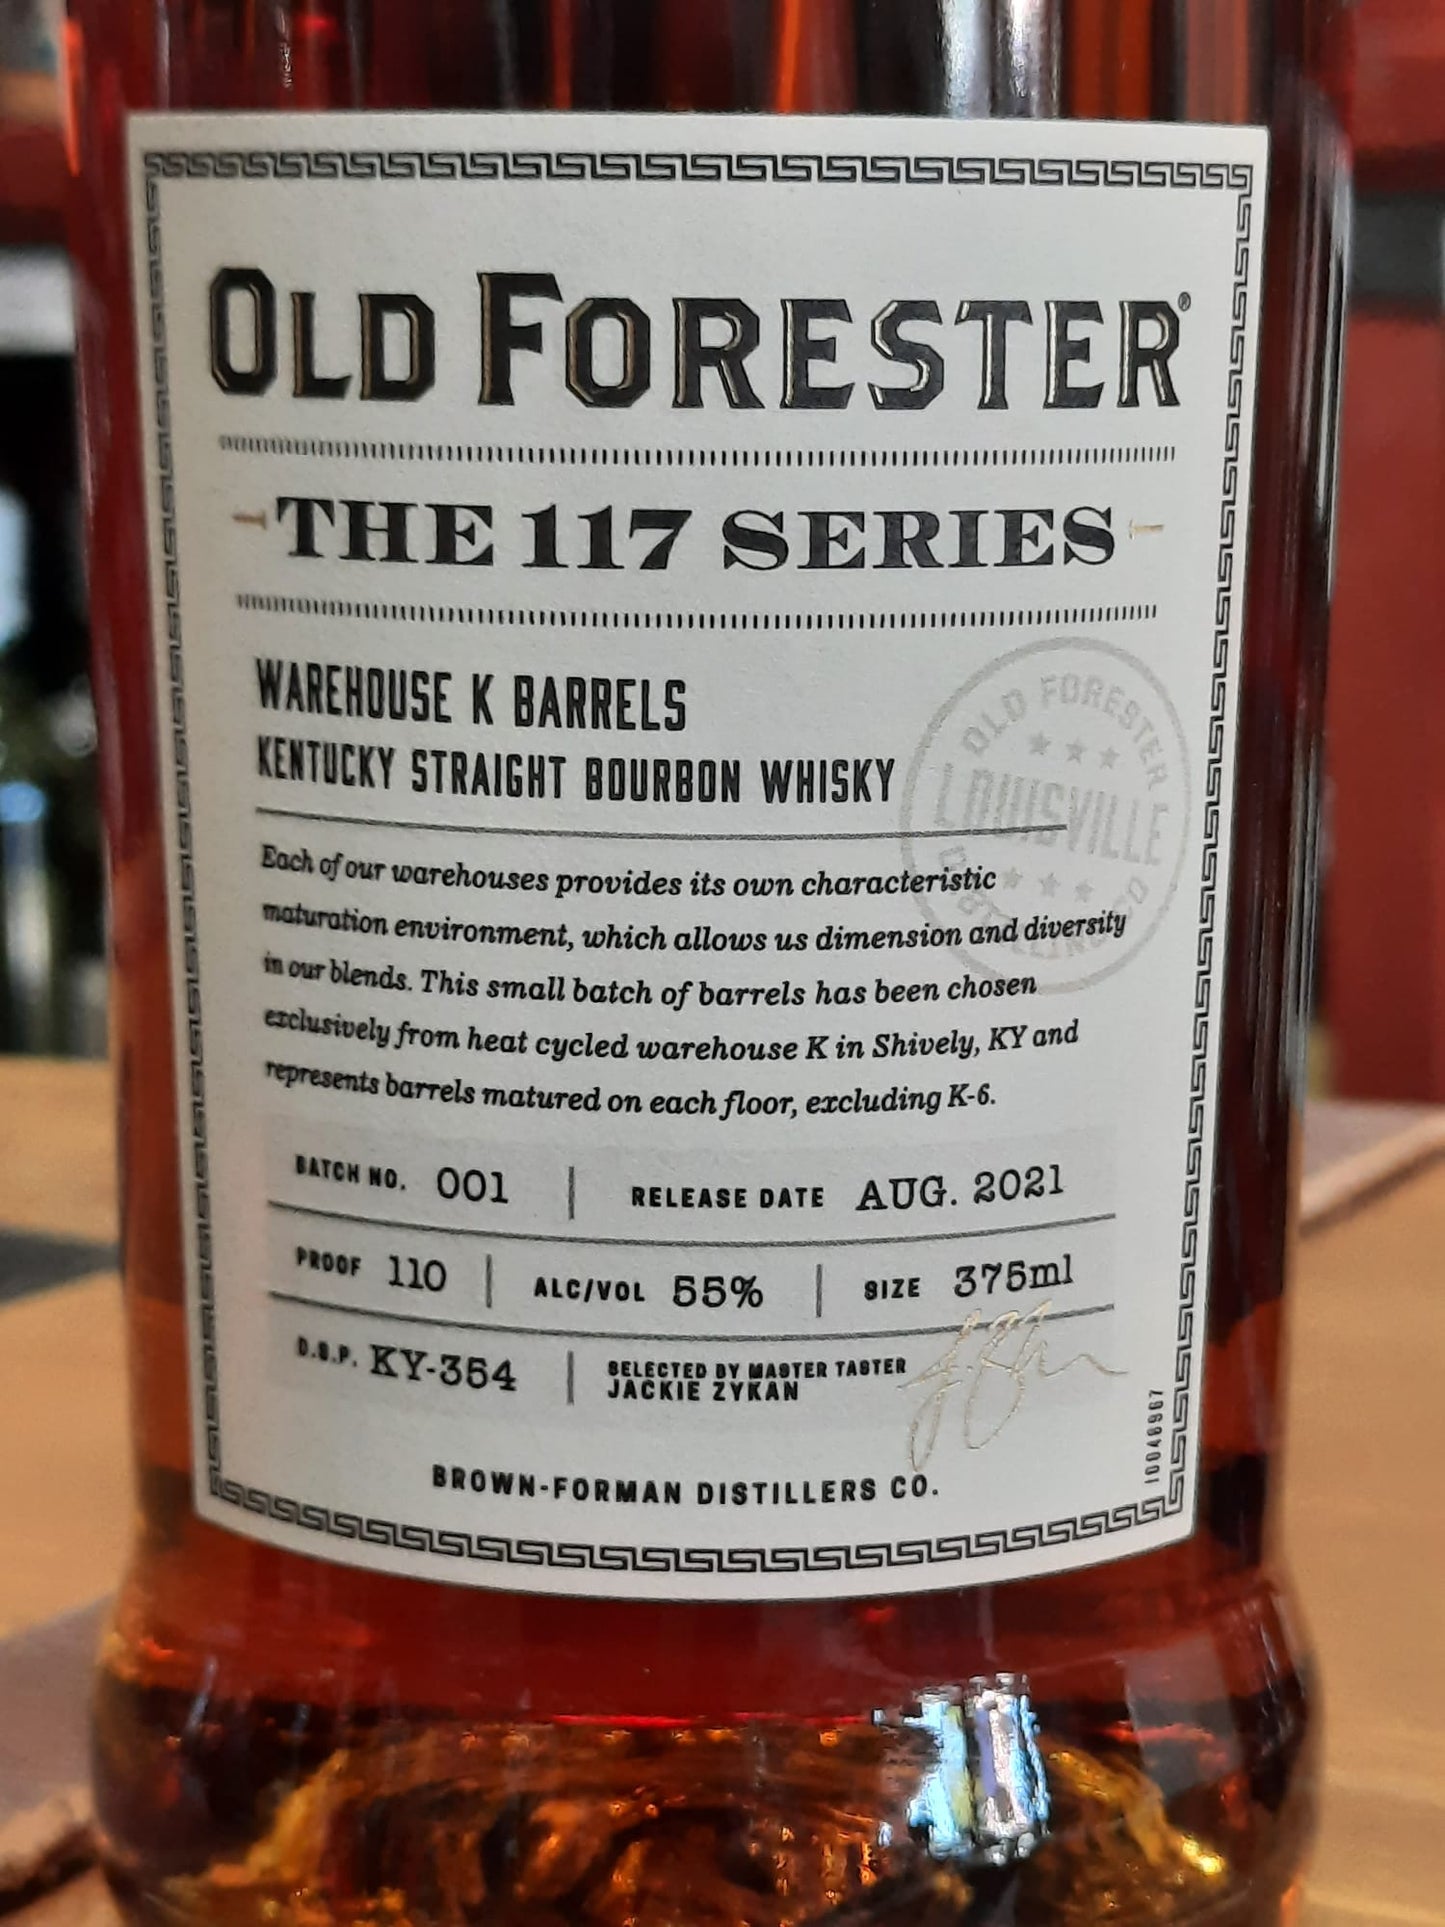 OLD FORESTER®
THE 117 SERIES
WAREHOUSE K BARRELS
KENTUCKY STRAIGHT BOURBON WHISKY
OLD FORESTER
LOUISVILLE
DISTILLING CO
Each of our warehouses provides its own characteristic
maturation environment, which allows us dimension and diversity
in our blends. This small batch of barrels has been chosen
exclusively from heat cycled warehouse K in Shively, KY and
represents barrels matured on each floor, excluding K-6.
BATCH NO. 001 | RELEASE DATE AUG. 2021
PROOF 110 | ALC/VOL 55% | SIZE 375ml
D.S.P. KY-354 | SELECTED BY MASTER TASTER
JACKIE ZYKAN
BROWN-FORMAN DISTILLERS CO.
10046967